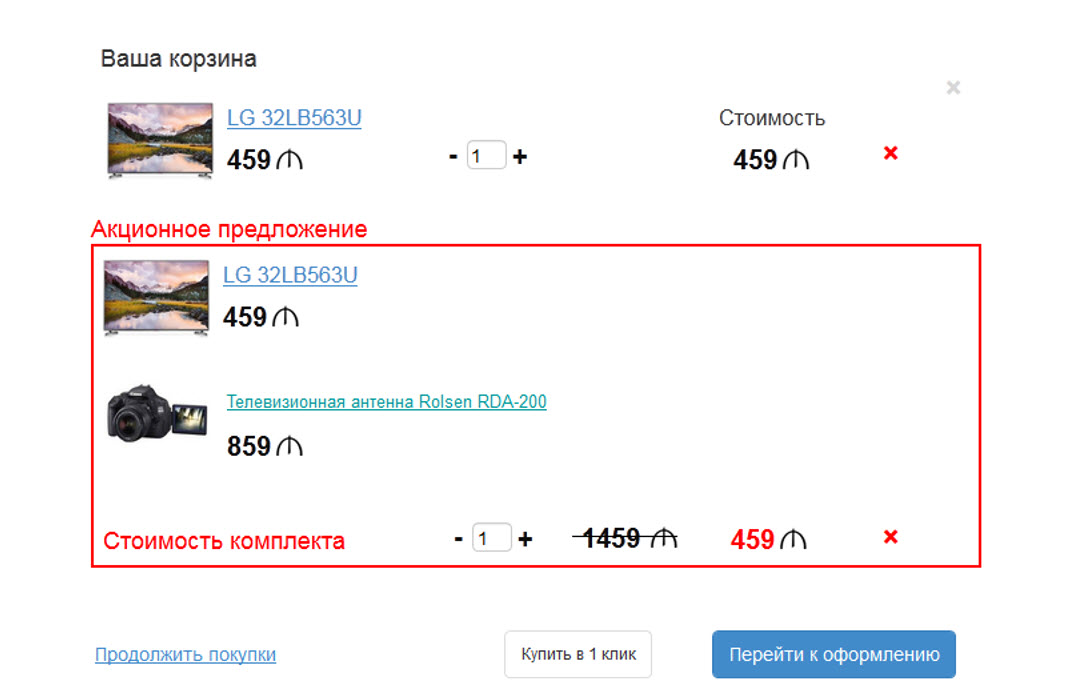 Ваша корзина
×
LG 32LB563U
Стоимость
459 ₼ - 1 + 459 ₼ ×
Акционное предложение
LG 32LB563U
459 ₼
Телевизионная антенна Rolsen RDA-200
859 ₼
Стоимость комплекта - 1 + 1459 ₼ 459 ₼ ×
Продолжить покупки
Купить в 1 клик
Перейти к оформлению